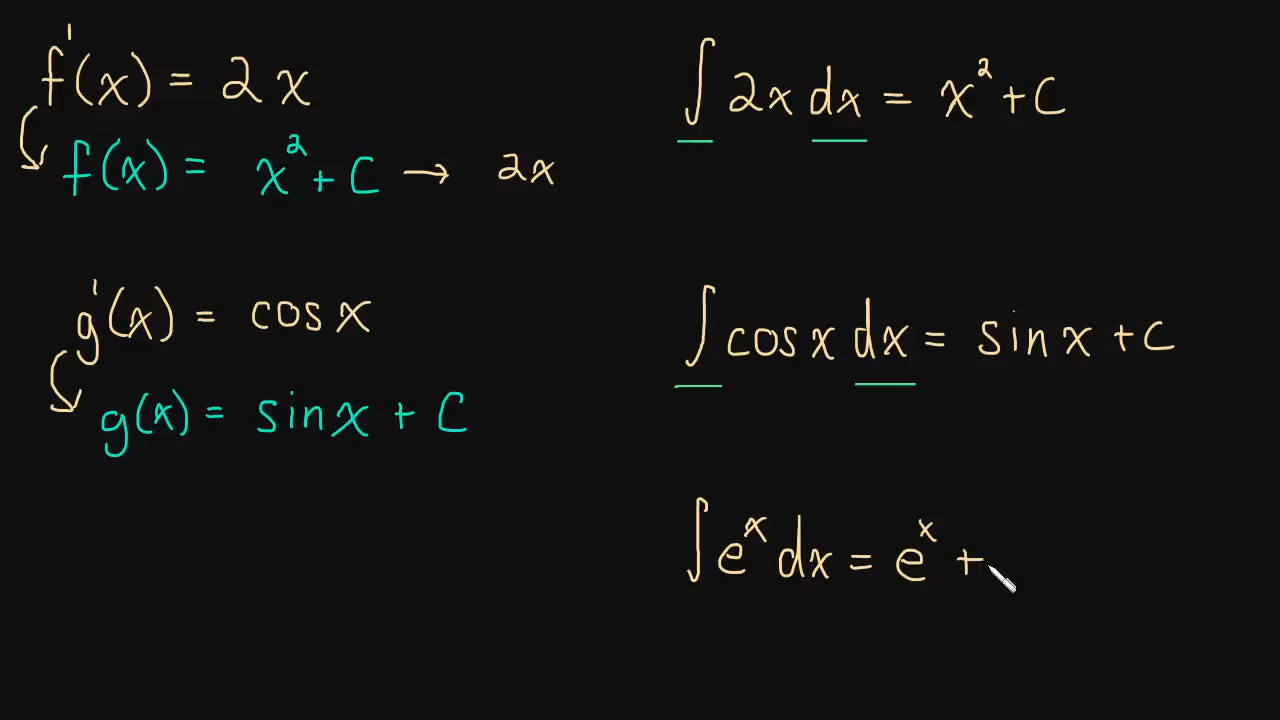 f'(x) = 2x
f(x) = x² + C → 2x
g'(x) = cos x
g(x) = sin x + C
∫ 2x dx = x² + C
∫ cos x dx = sin x + C
∫ eˣ dx = eˣ +